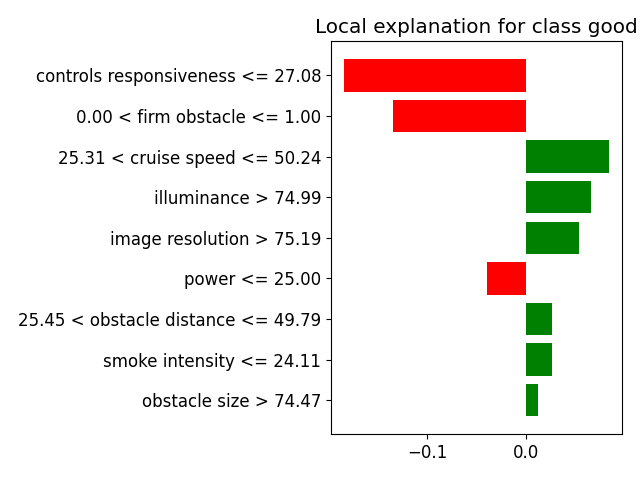 Local explanation for class good
controls responsiveness <= 27.08
0.00 < firm obstacle <= 1.00
25.31 < cruise speed <= 50.24
illuminance > 74.99
image resolution > 75.19
power <= 25.00
25.45 < obstacle distance <= 49.79
smoke intensity <= 24.11
obstacle size > 74.47
−0.1 0.0